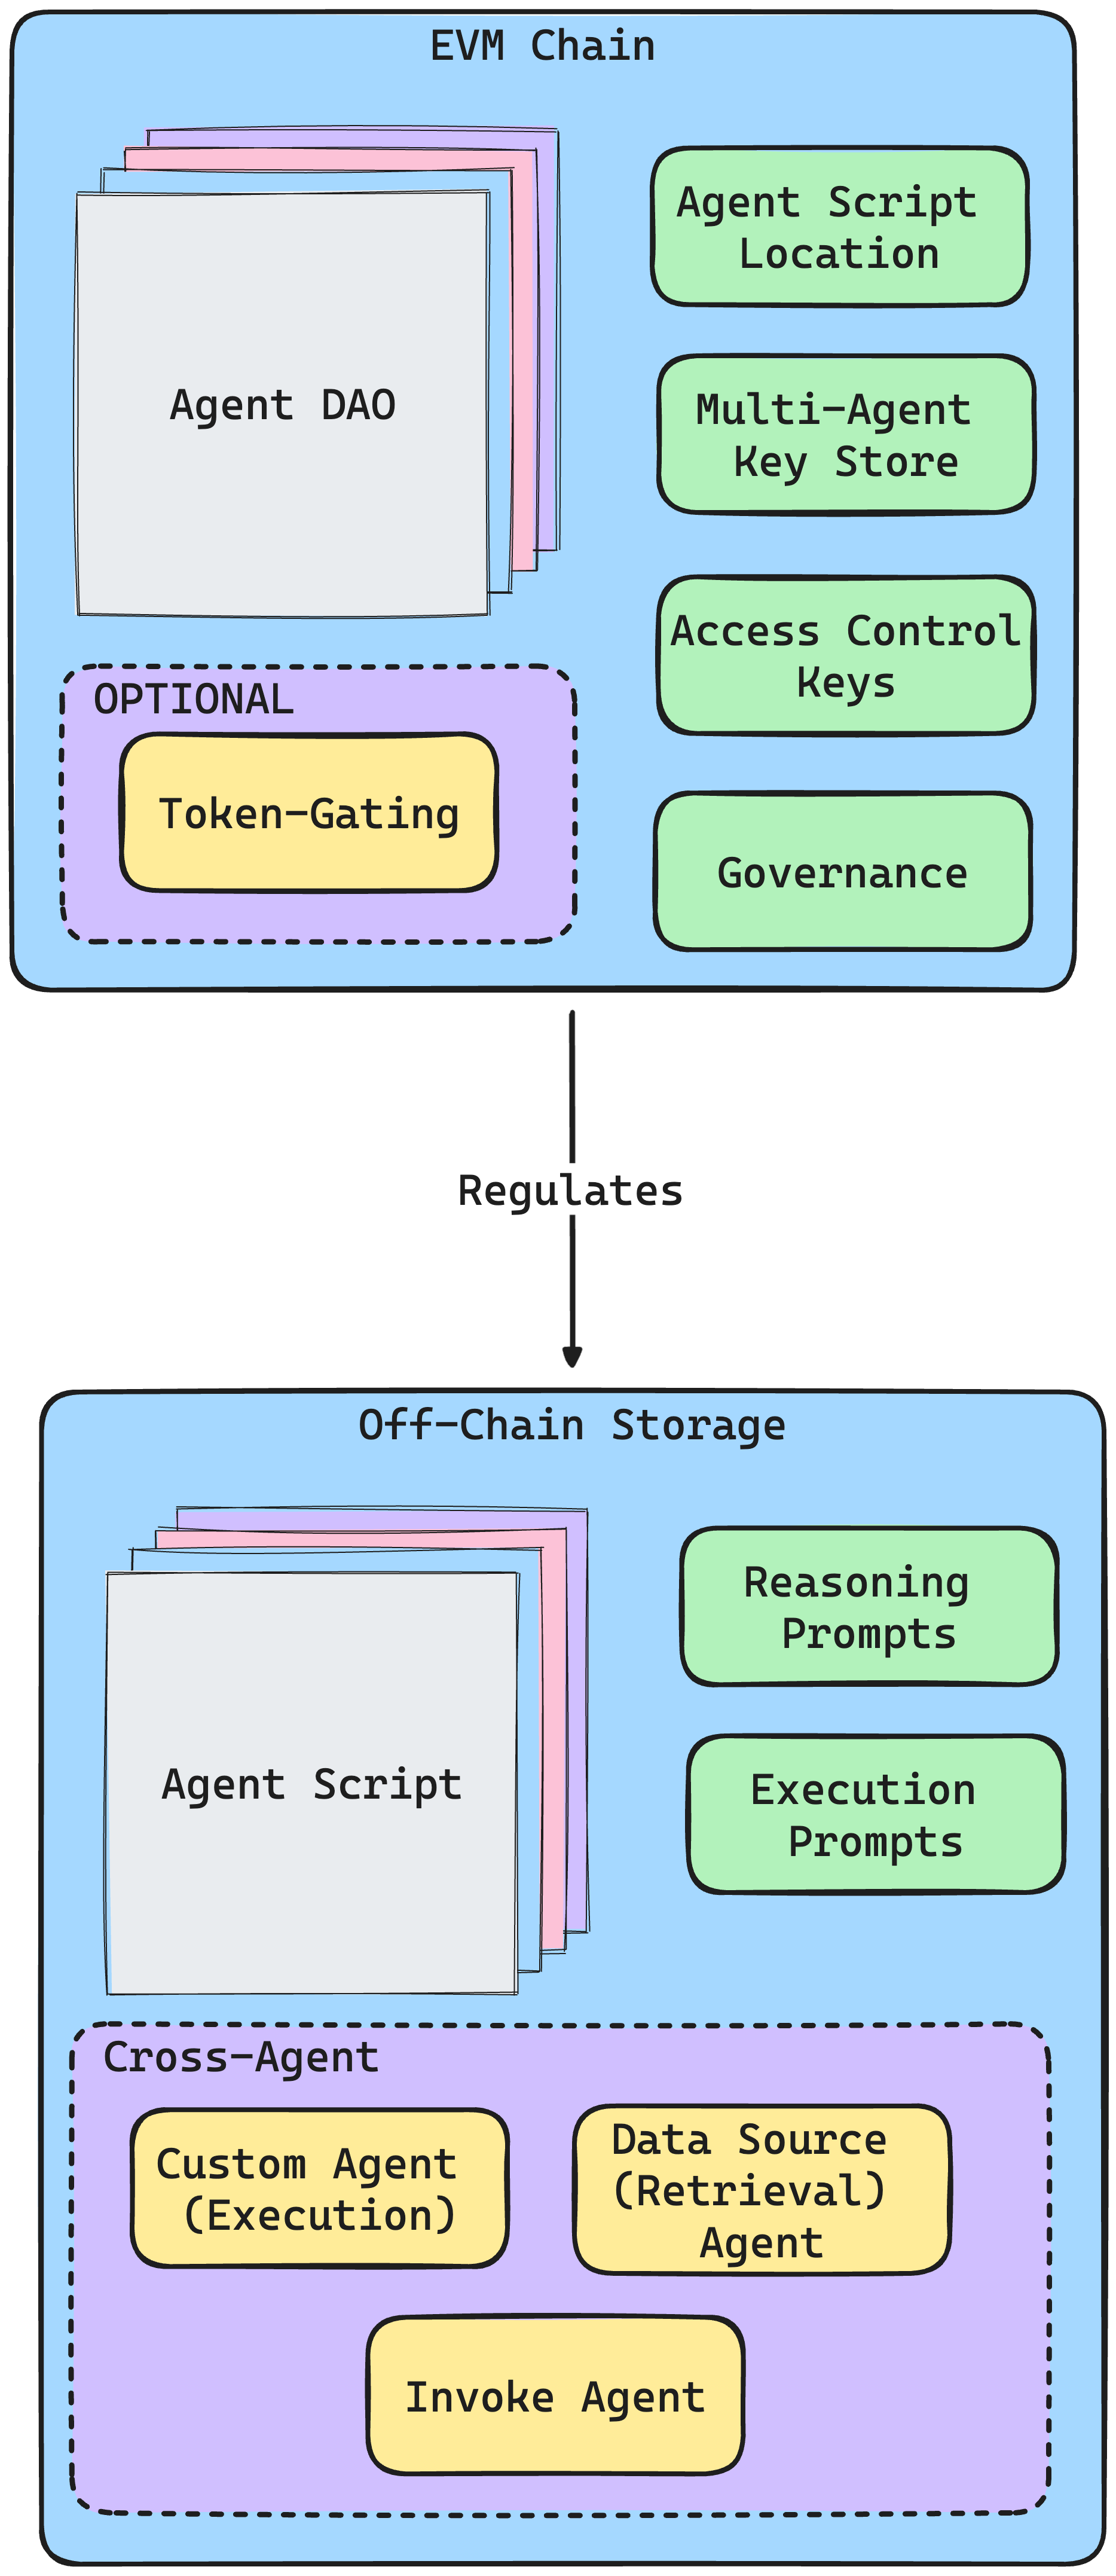 EVM Chain
Agent DAO
Agent Script
Location
Multi-Agent
Key Store
Access Control
Keys
Governance
OPTIONAL
Token-Gating
Regulates
Off-Chain Storage
Agent Script
Reasoning
Prompts
Execution
Prompts
Cross-Agent
Custom Agent
(Execution)
Data Source
(Retrieval)
Agent
Invoke Agent